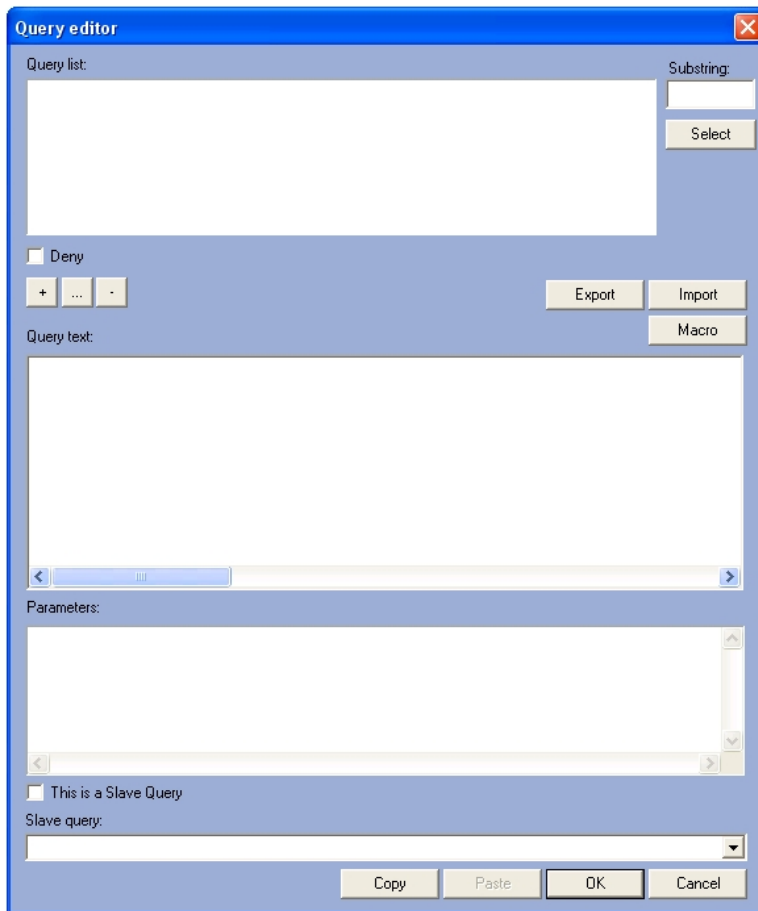 Query editor
Query list:
Substring:
Select
Deny
+ ... -
Export Import
Macro
Query text:
Parameters:
This is a Slave Query
Slave query:
Copy Paste OK Cancel